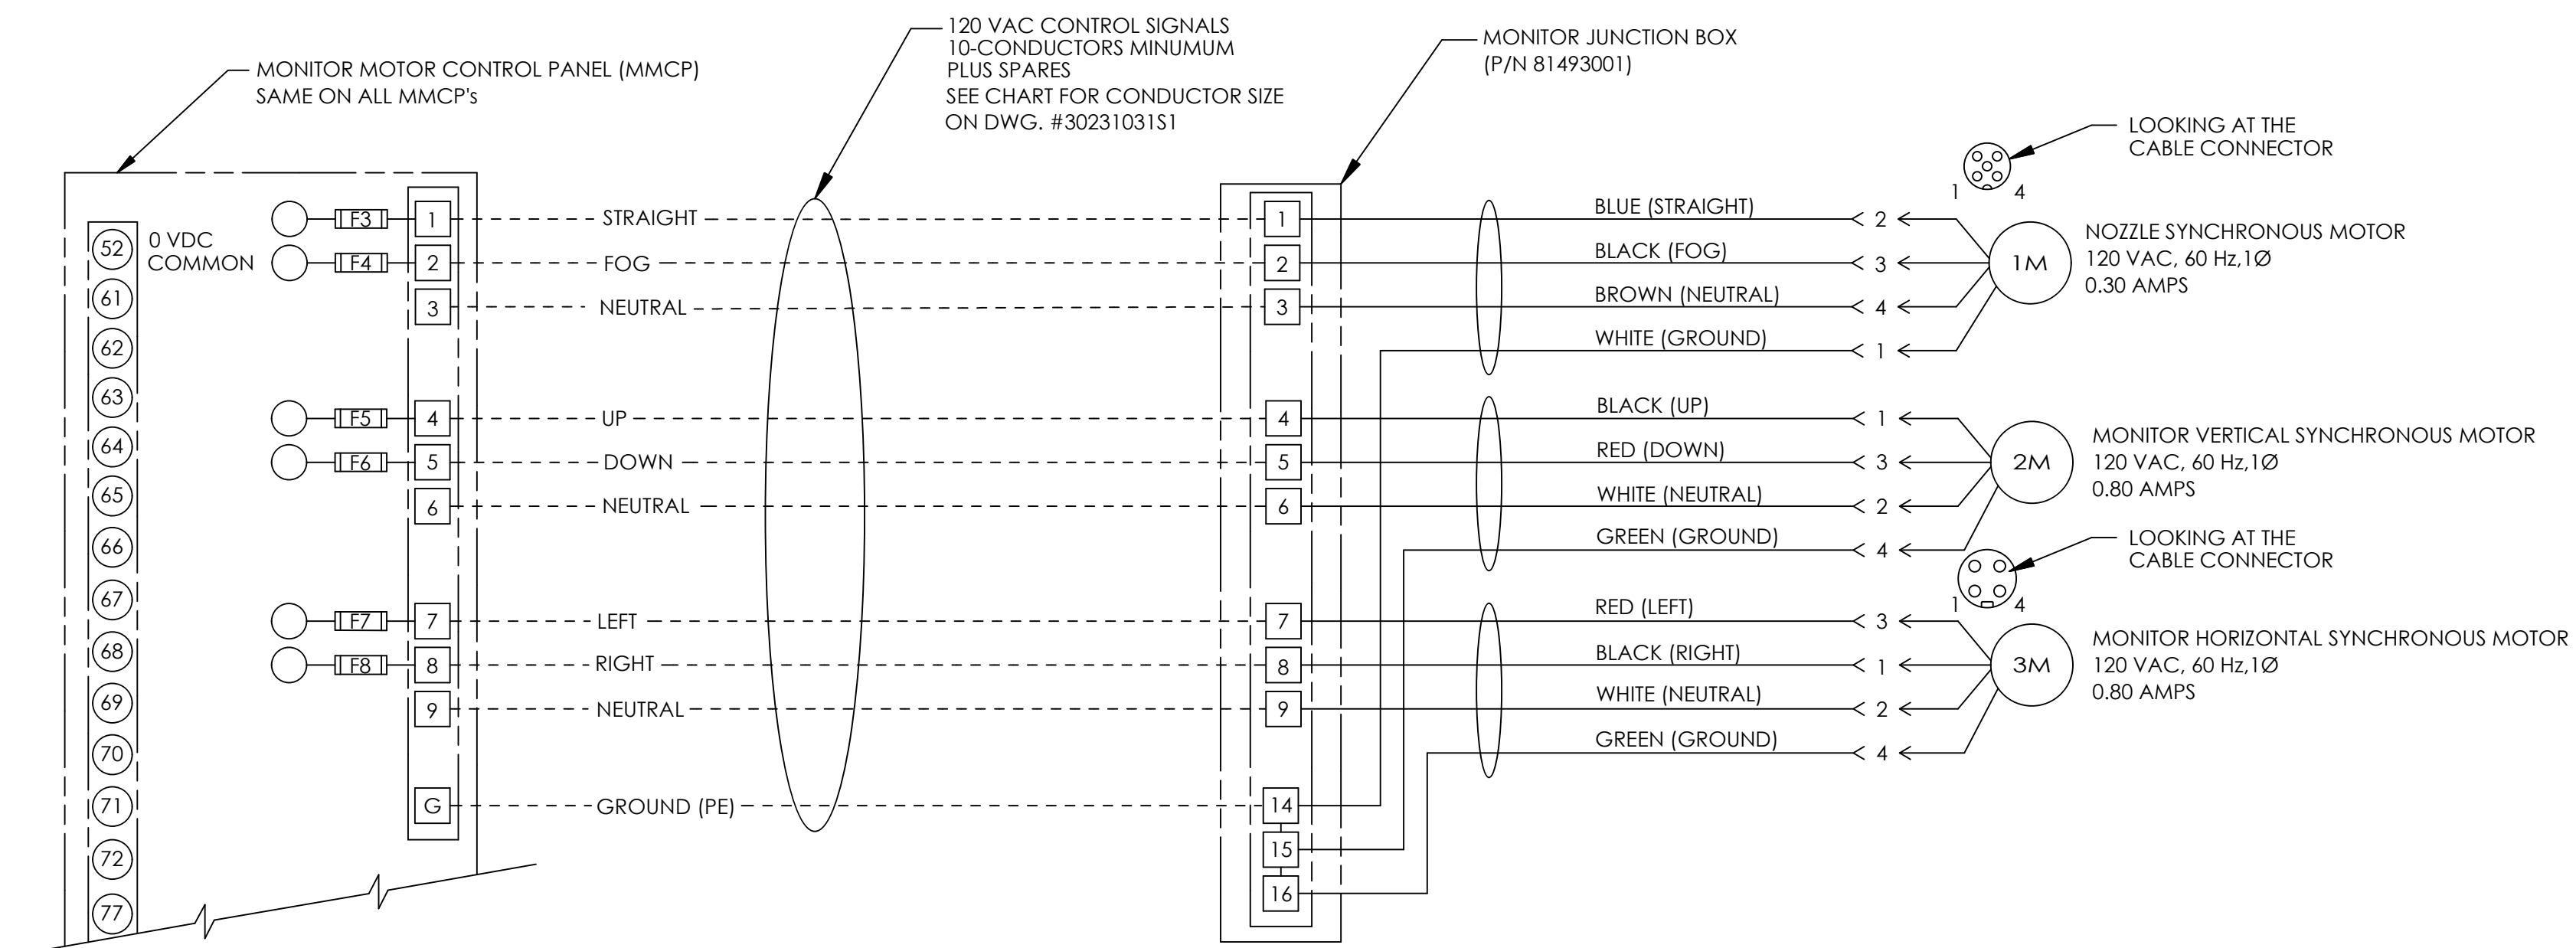 120 VAC CONTROL SIGNALS
10-CONDUCTORS MINUMUM
PLUS SPARES
SEE CHART FOR CONDUCTOR SIZE
ON DWG. #30231031S1
MONITOR JUNCTION BOX
(P/N 81493001)
MONITOR MOTOR CONTROL PANEL (MMCP)
SAME ON ALL MMCP's
LOOKING AT THE
CABLE CONNECTOR
1 4
52
0 VDC
COMMON
61
62
63
64
65
66
67
68
69
70
71
72
77
F3 1 STRAIGHT 1 BLUE (STRAIGHT) 2
F4 2 FOG 2 BLACK (FOG) 3
3 NEUTRAL 3 BROWN (NEUTRAL) 4
WHITE (GROUND) 1
1M
NOZZLE SYNCHRONOUS MOTOR
120 VAC, 60 Hz,1Ø
0.30 AMPS
F5 4 UP 4 BLACK (UP) 1
F6 5 DOWN 5 RED (DOWN) 3
6 NEUTRAL 6 WHITE (NEUTRAL) 2
GREEN (GROUND) 4
2M
MONITOR VERTICAL SYNCHRONOUS MOTOR
120 VAC, 60 Hz,1Ø
0.80 AMPS
LOOKING AT THE
CABLE CONNECTOR
1 4
F7 7 LEFT 7 RED (LEFT) 3
F8 8 RIGHT 8 BLACK (RIGHT) 1
9 NEUTRAL 9 WHITE (NEUTRAL) 2
GREEN (GROUND) 4
3M
MONITOR HORIZONTAL SYNCHRONOUS MOTOR
120 VAC, 60 Hz,1Ø
0.80 AMPS
G GROUND (PE) 14
15
16